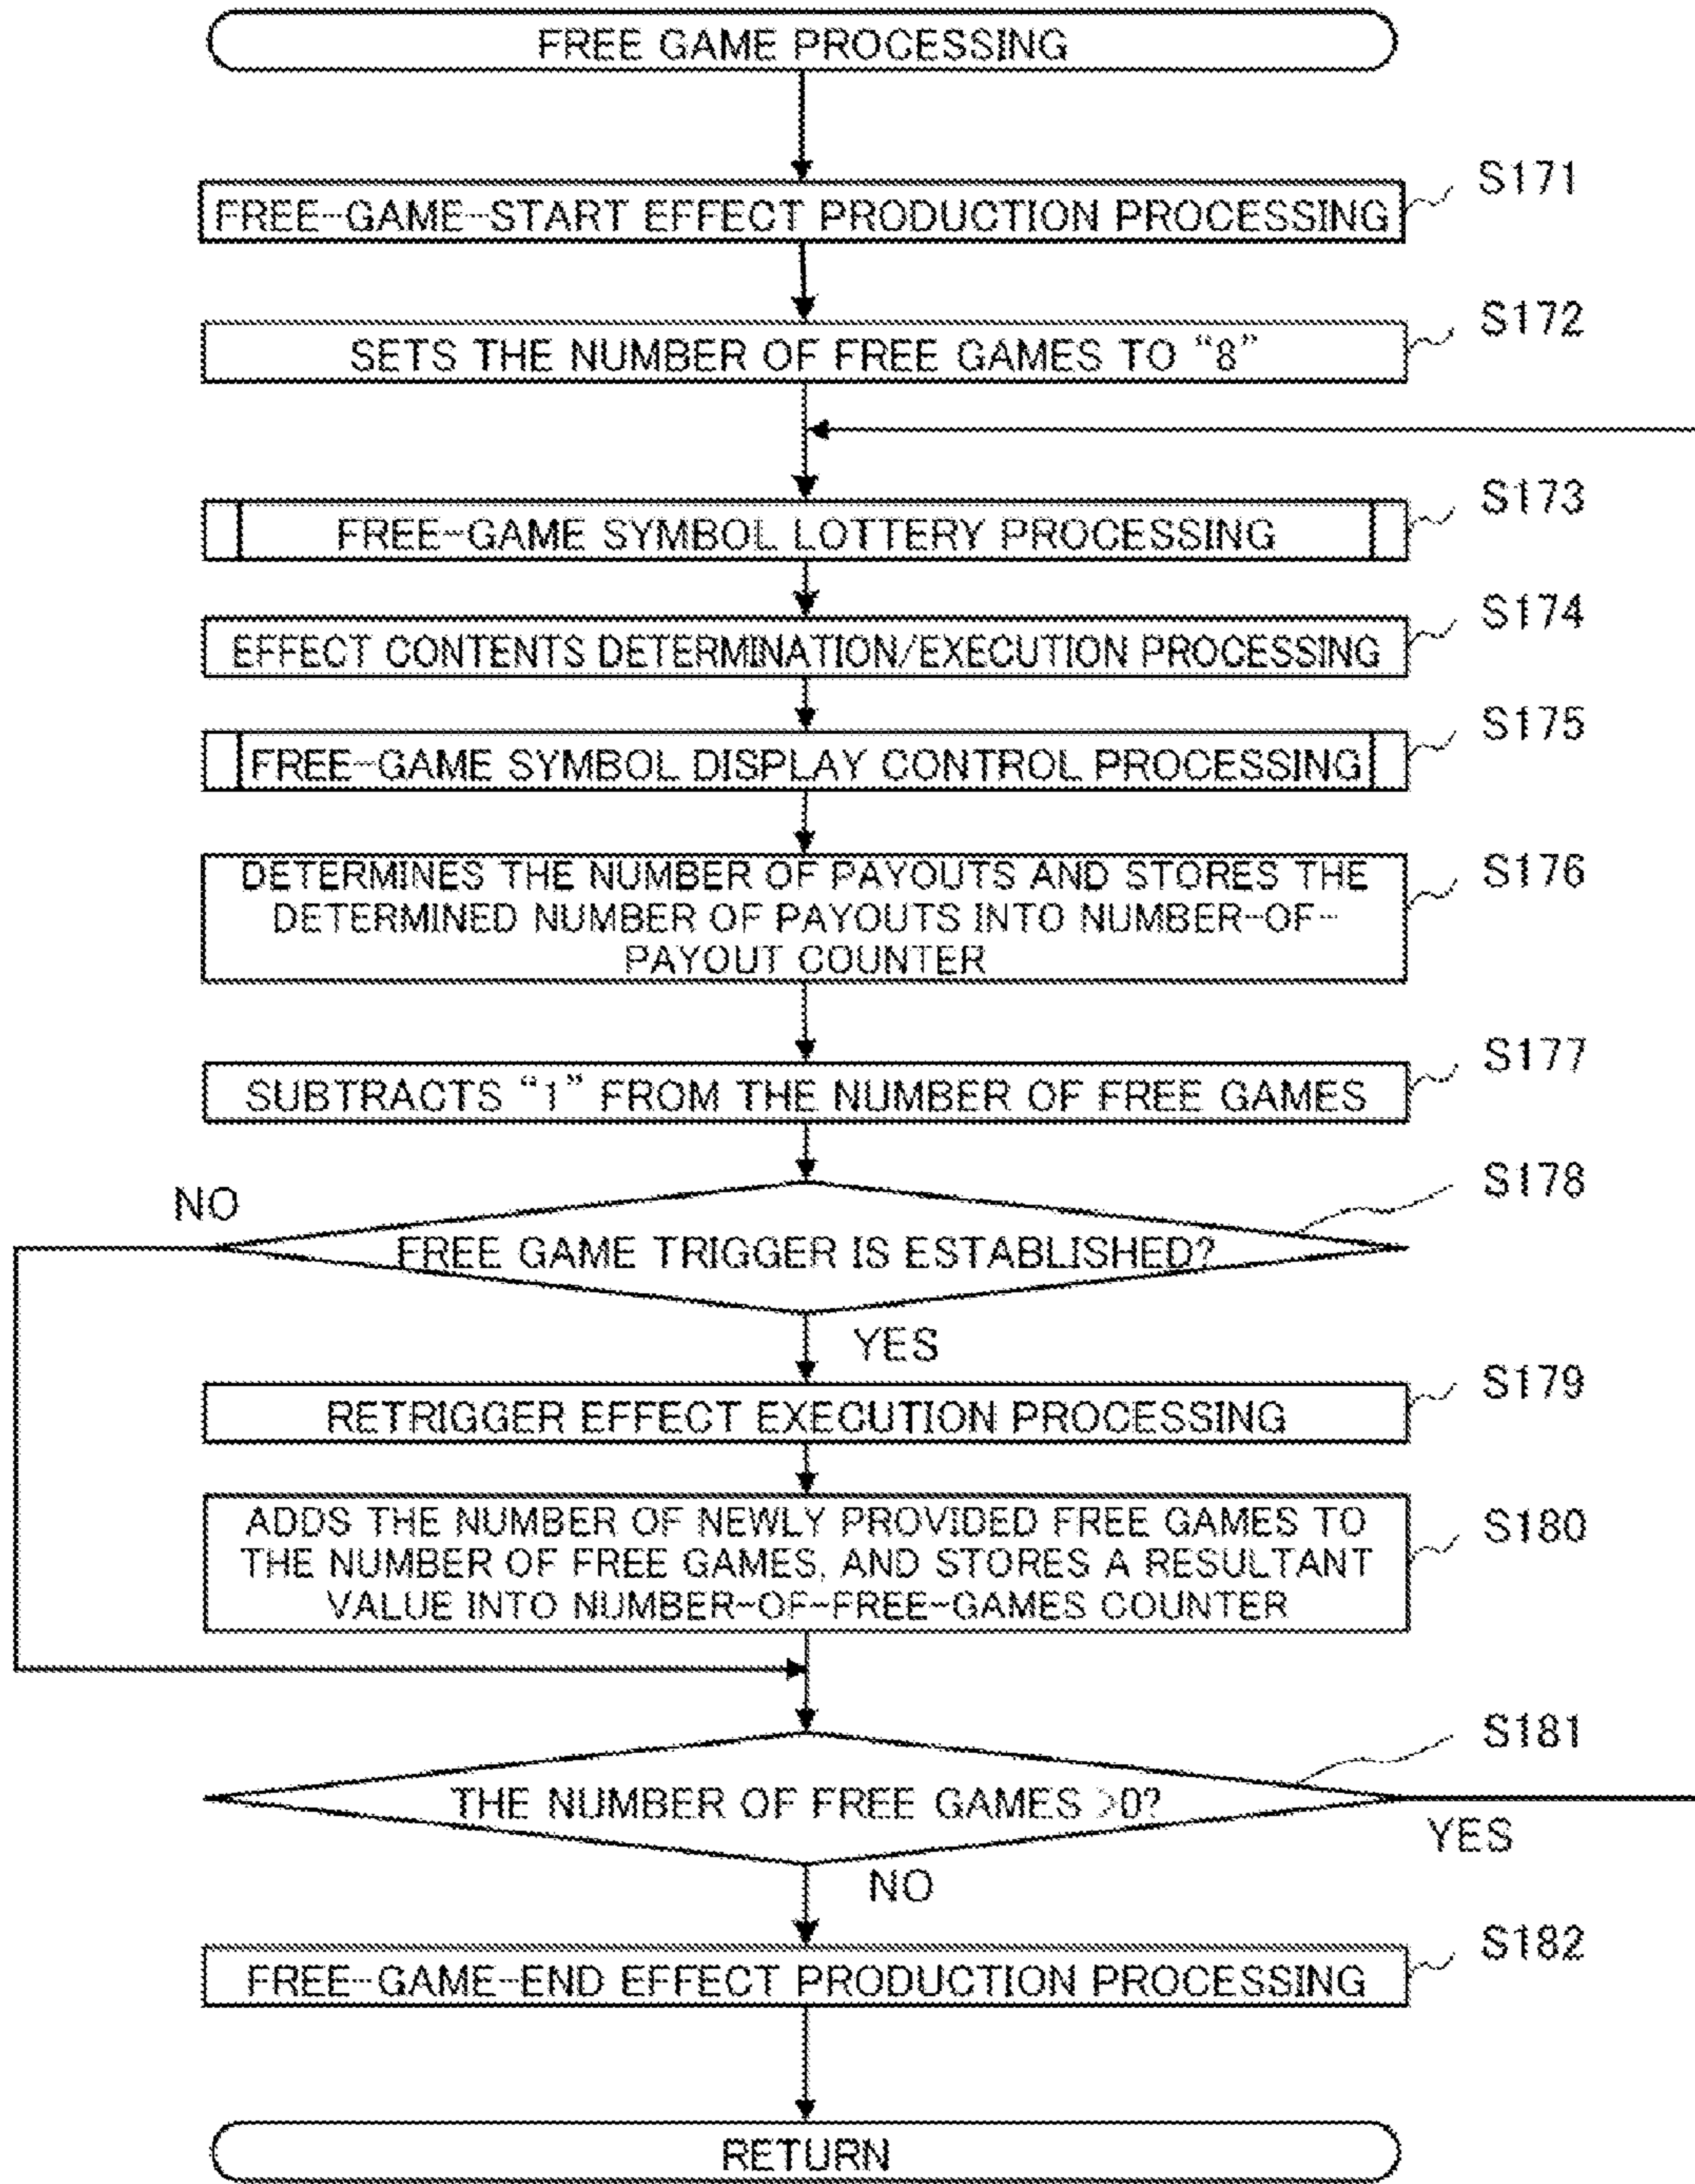 FREE GAME PROCESSING
S171
FREE-GAME-START EFFECT PRODUCTION PROCESSING
S172
SETS THE NUMBER OF FREE GAMES TO “8”
S173
FREE-GAME SYMBOL LOTTERY PROCESSING
S174
EFFECT CONTENTS DETERMINATION/EXECUTION PROCESSING
S175
FREE-GAME SYMBOL DISPLAY CONTROL PROCESSING
S176
DETERMINES THE NUMBER OF PAYOUTS AND STORES THE
DETERMINED NUMBER OF PAYOUTS INTO NUMBER-OF-
PAYOUT COUNTER
S177
SUBTRACTS “1” FROM THE NUMBER OF FREE GAMES
S178
NO
FREE GAME TRIGGER IS ESTABLISHED?
YES
S179
RETRIGGER EFFECT EXECUTION PROCESSING
S180
ADDS THE NUMBER OF NEWLY PROVIDED FREE GAMES TO
THE NUMBER OF FREE GAMES, AND STORES A RESULTANT
VALUE INTO NUMBER-OF-FREE-GAMES COUNTER
S181
THE NUMBER OF FREE GAMES >0?
YES
NO
S182
FREE-GAME-END EFFECT PRODUCTION PROCESSING
RETURN